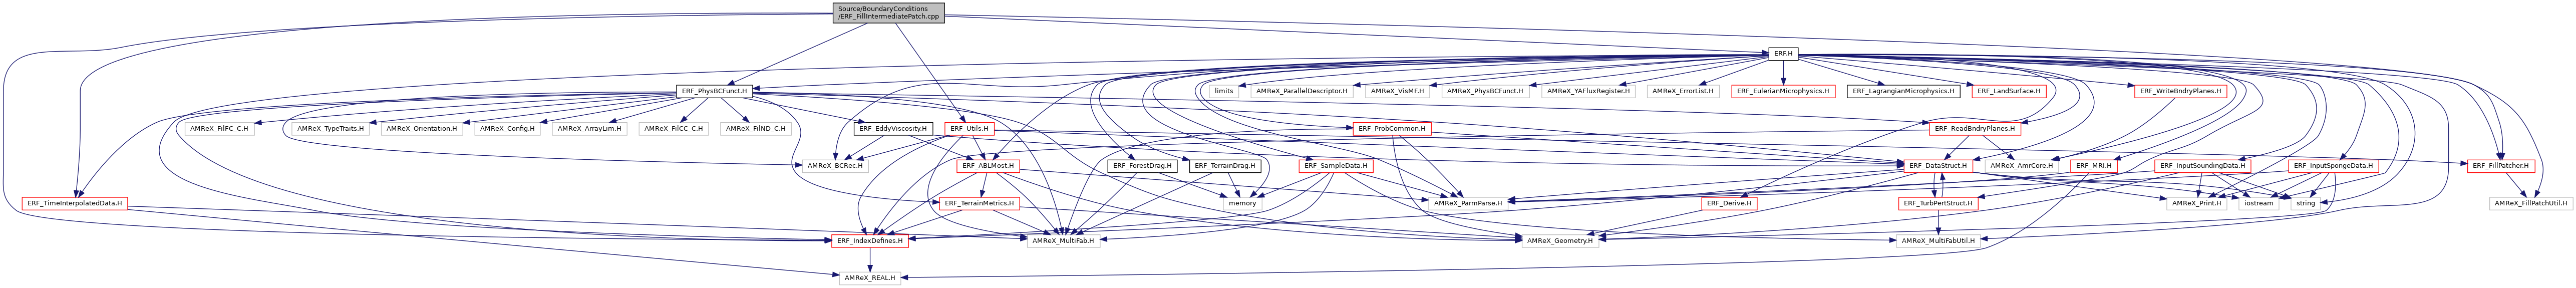 Source/BoundaryConditions
/ERF_FillIntermediatePatch.cpp
ERF.H
ERF_PhysBCFunct.H
limits
AMReX_ParallelDescriptor.H
AMReX_VisMF.H
AMReX_PhysBCFunct.H
AMReX_YAFluxRegister.H
AMReX_ErrorList.H
ERF_EulerianMicrophysics.H
ERF_LagrangianMicrophysics.H
ERF_LandSurface.H
ERF_WriteBndryPlanes.H
AMReX_FilFC_C.H
AMReX_TypeTraits.H
AMReX_Orientation.H
AMReX_Config.H
AMReX_ArrayLim.H
AMReX_FilCC_C.H
AMReX_FilND_C.H
ERF_EddyViscosity.H
ERF_Utils.H
ERF_ProbCommon.H
ERF_ReadBndryPlanes.H
AMReX_BCRec.H
ERF_ABLMost.H
ERF_ForestDrag.H
ERF_TerrainDrag.H
ERF_SampleData.H
ERF_DataStruct.H
AMReX_AmrCore.H
ERF_MRI.H
ERF_InputSoundingData.H
ERF_InputSpongeData.H
ERF_FillPatcher.H
ERF_TimeInterpolatedData.H
ERF_TerrainMetrics.H
memory
AMReX_ParmParse.H
ERF_Derive.H
ERF_TurbPertStruct.H
AMReX_Print.H
iostream
string
AMReX_FillPatchUtil.H
ERF_IndexDefines.H
AMReX_MultiFab.H
AMReX_Geometry.H
AMReX_MultiFabUtil.H
AMReX_REAL.H